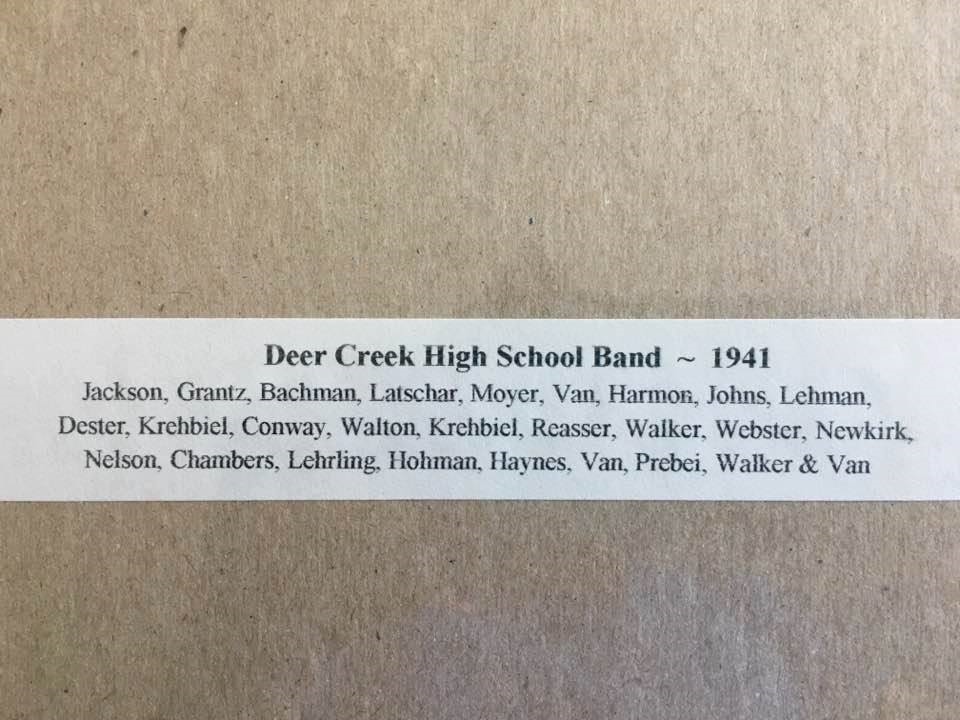 Deer Creek High School Band ~ 1941
Jackson, Grantz, Bachman, Latschar, Moyer, Van, Harmon, Johns, Lehman,
Dester, Krehbiel, Conway, Walton, Krehbiel, Reasser, Walker, Webster, Newkirk,
Nelson, Chambers, Lehrling, Hohman, Haynes, Van, Prebei, Walker & Van